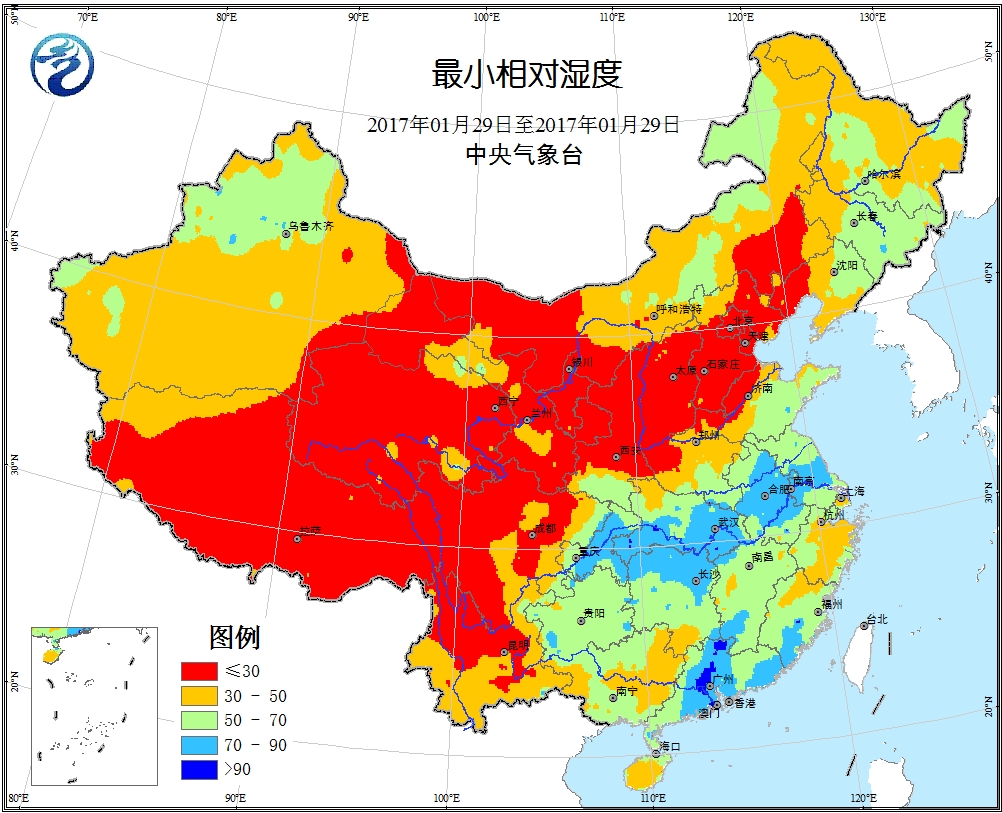 70°E 80°E 90°E 100°E 110°E 120°E 130°E
50°N
50°N
最小相对湿度
2017年01月29日至2017年01月29日
中央气象台
哈尔滨
长春
乌鲁木齐
40°N
沈阳
40°N
呼和浩特
北京
天津
银川
太原
石家庄
济南
西宁
兰州
郑州
西安
30°N
合肥
南京
上海
30°N
杭州
武汉
拉萨
成都
重庆
南昌
长沙
贵阳
福州
台北
图例
昆明
≤30
30 - 50
50 - 70
70 - 90
>90
广州
南宁
香港
澳门
海口
20°N
20°N
80°E 90°E 100°E 110°E 120°E